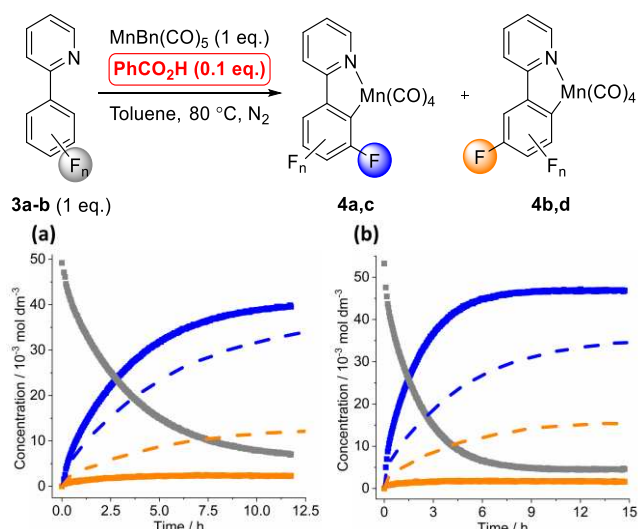 MnBn(CO)5 (1 eq.)
PhCO2H (0.1 eq.)
Toluene, 80 °C, N2
N
Fn
3a-b (1 eq.)
N
Mn(CO)4
F
Fn
4a,c
+
N
Mn(CO)4
F
Fn
4b,d
(a)
Concentration / 10-3 mol dm-3
50
40
30
20
10
0
0.0 2.5 5.0 7.5 10.0 12.5
Time / h
(b)
Concentration / 10-3 mol dm-3
50
40
30
20
10
0
0 3 6 9 12 15
Time / h